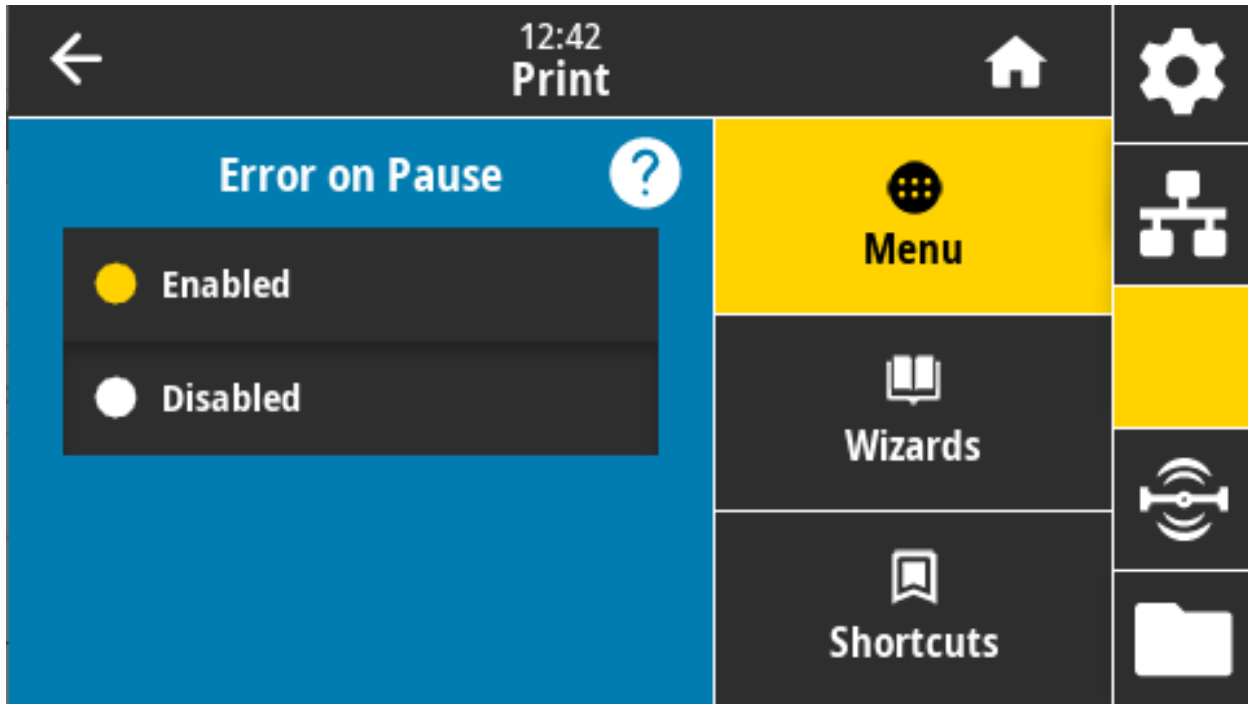 12:42
Print
Error on Pause
?
Enabled
Disabled
Menu
Wizards
Shortcuts